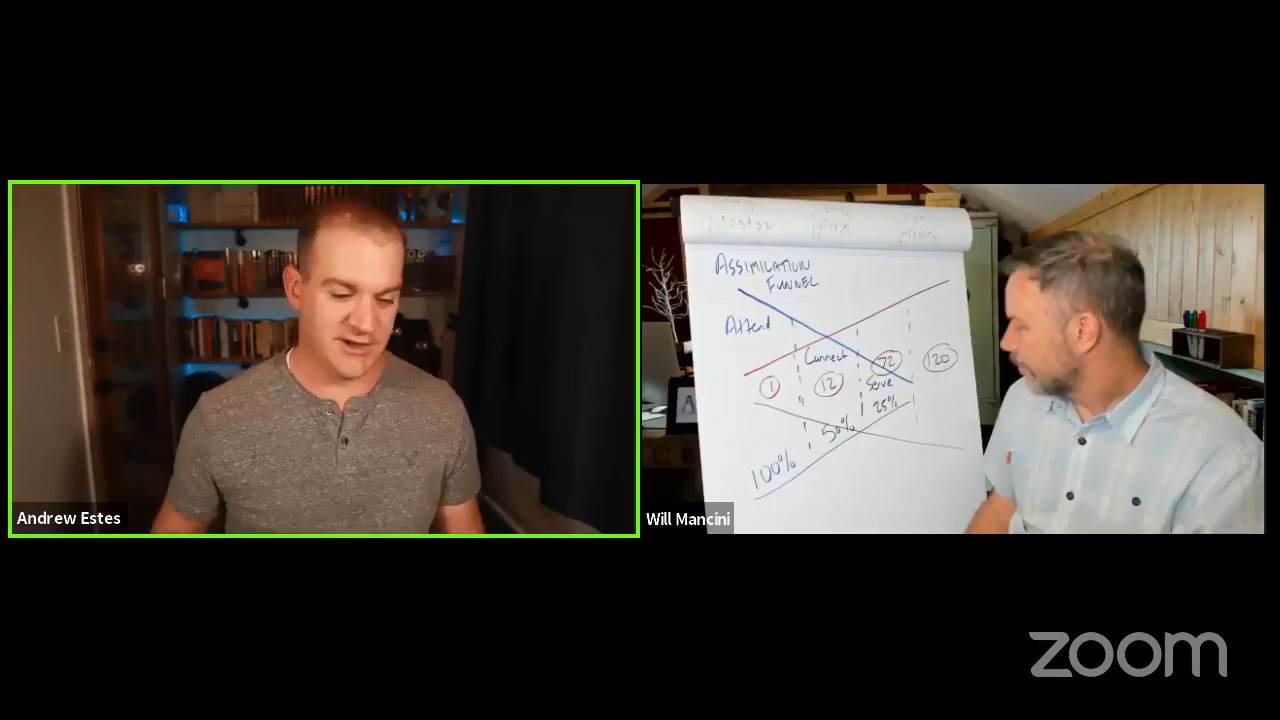 ASSIMILATION
FUNNEL
Attend
Connect
72
120
1
12
Serve
25%
50%
100%
Andrew Estes
Will Mancini
zoom